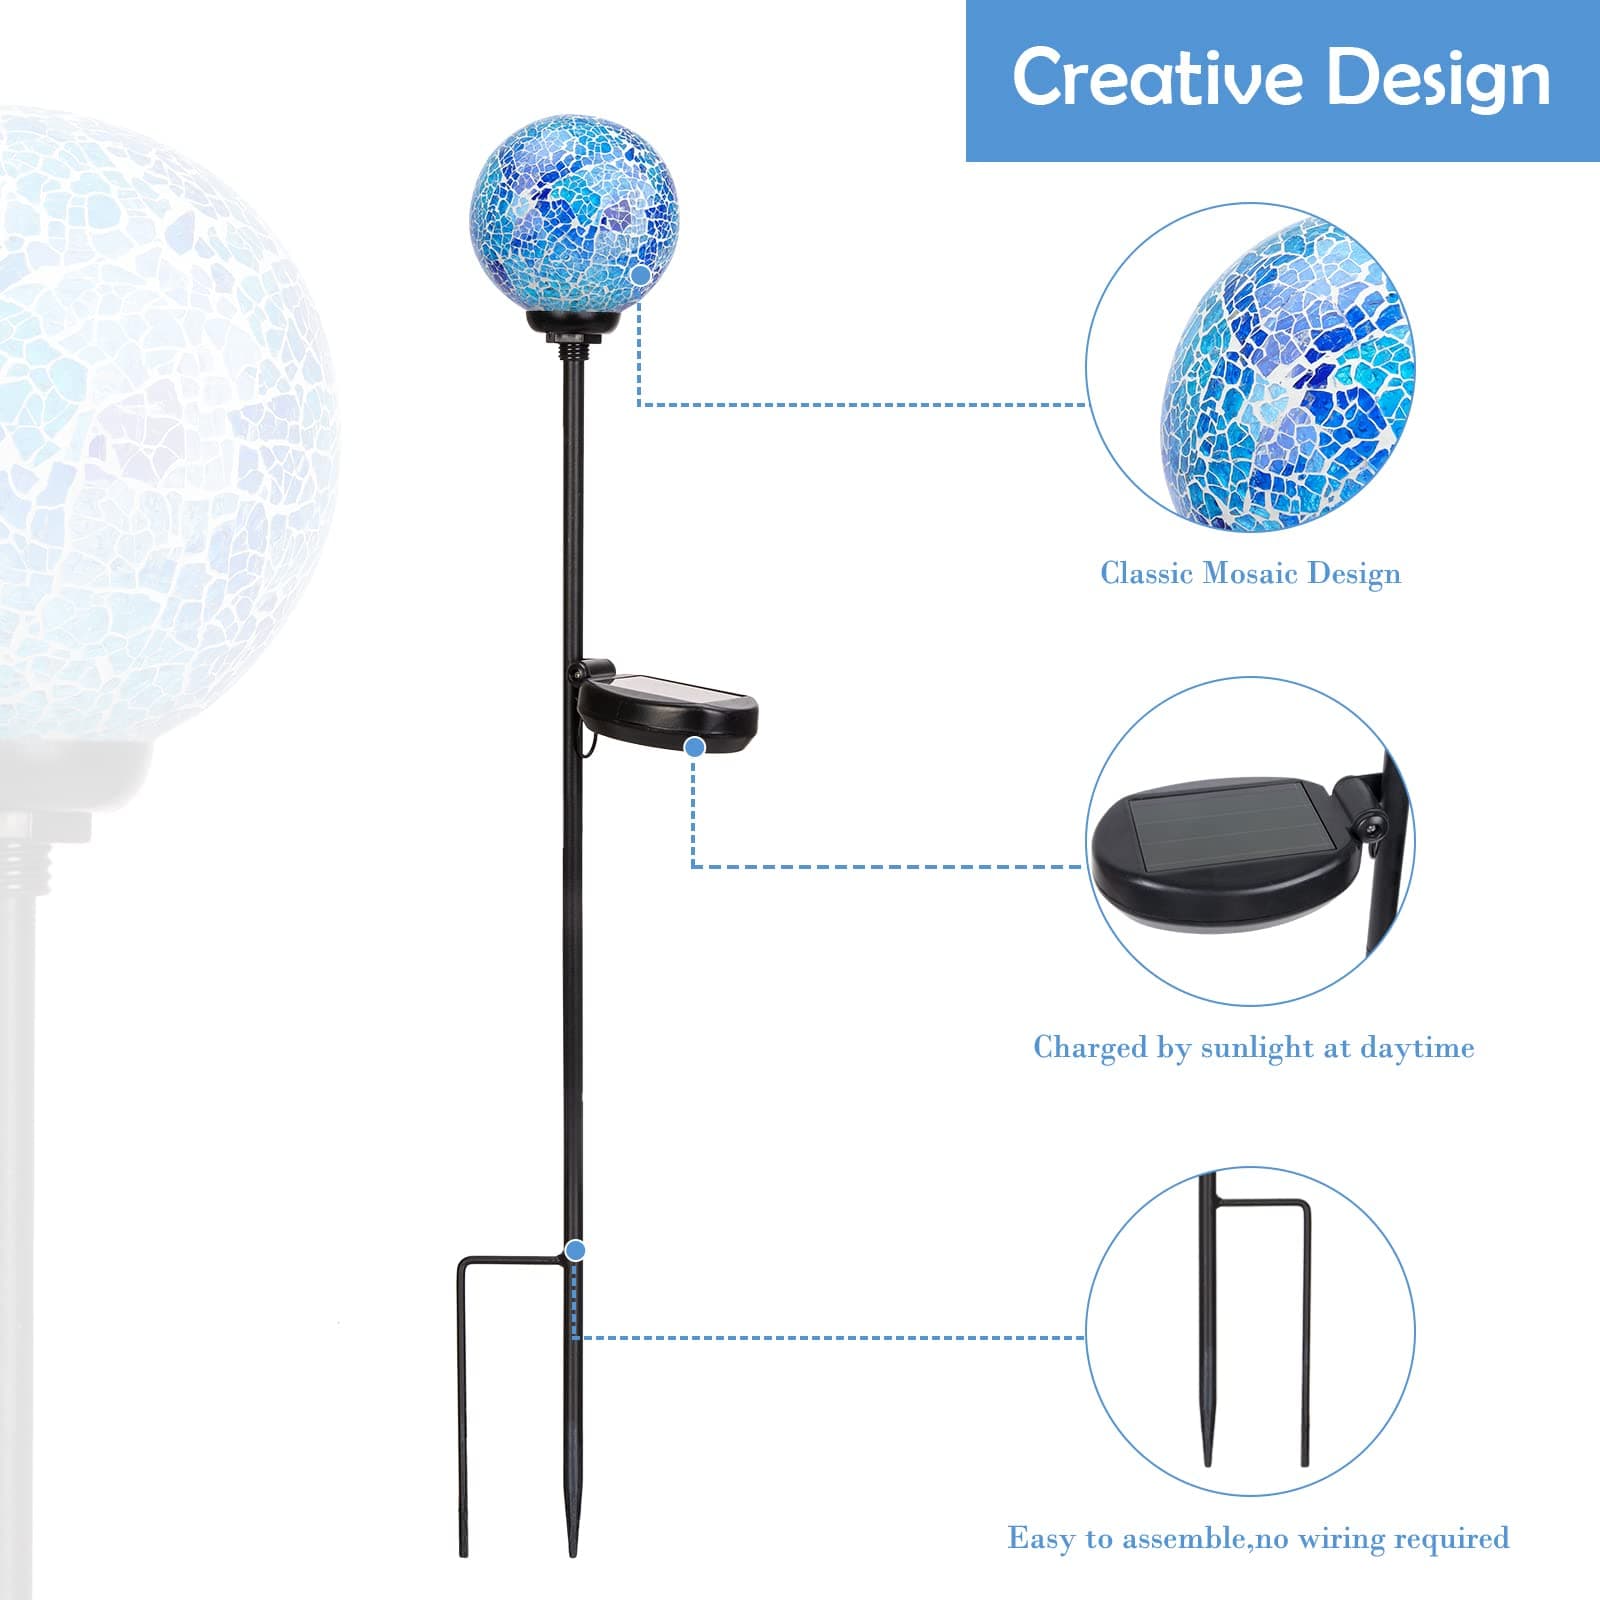 Creative Design
Classic Mosaic Design
Charged by sunlight at daytime
Easy to assemble,no wiring required